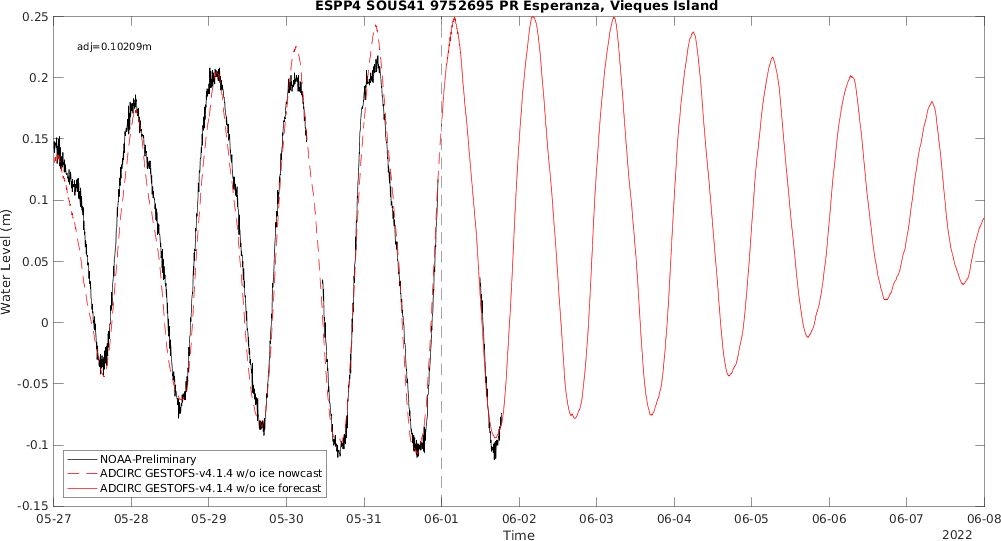 ESPP4 SOUS41 9752695 PR Esperanza, Vieques Island
adj=0.10209m
0.25
0.2
0.15
0.1
0.05
0
-0.05
-0.1
-0.15
Water Level (m)
NOAA-Preliminary
ADCIRC GESTOFS-v4.1.4 w/o ice nowcast
ADCIRC GESTOFS-v4.1.4 w/o ice forecast
05-27 05-28 05-29 05-30 05-31 06-01 06-02 06-03 06-04 06-05 06-06 06-07 06-08
Time
2022